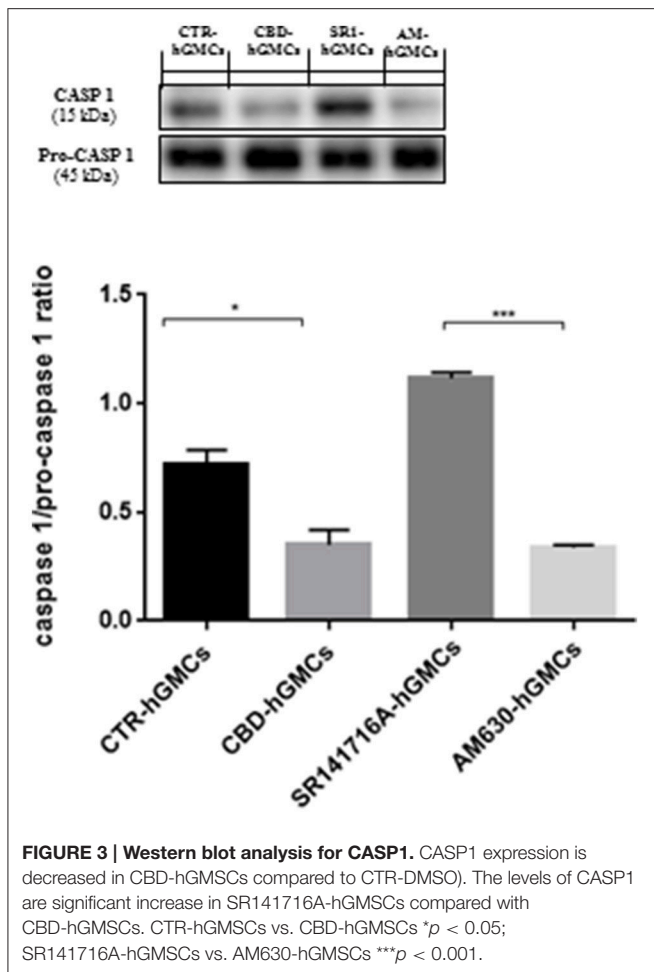 CTR-
hGMCs
CBD-
hGMCs
SR1-
hGMCs
AM-
hGMCs
CASP 1
(15 kDa)
Pro-CASP 1
(45 kDa)
caspase 1/pro-caspase 1 ratio
1.5
1.0
0.5
0.0
*
***
CTR-hGMCs
CBD-hGMCs
SR141716A-hGMCs
AM630-hGMCs
FIGURE 3 | Western blot analysis for CASP1. CASP1 expression is
decreased in CBD-hGMSCs compared to CTR-DMSO). The levels of CASP1
are significant increase in SR141716A-hGMSCs compared with
CBD-hGMSCs. CTR-hGMSCs vs. CBD-hGMSCs *p < 0.05;
SR141716A-hGMSCs vs. AM630-hGMSCs ***p < 0.001.